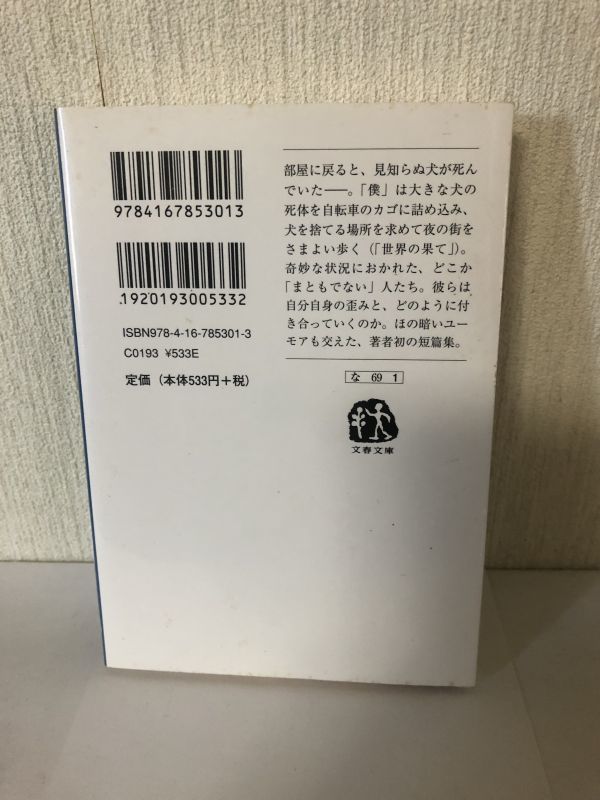 9784167853013
1920193005332
ISBN978-4-16-785301-3
C0193 ¥533E
定価（本体533円＋税）
部屋に戻ると、見知らぬ犬が死ん
でいた――。「僕」は大きな犬の
死体を自転車のカゴに詰め込み、
犬を捨てる場所を求めて夜の街を
さまよい歩く（「世界の果て」）。
奇妙な状況におかれた、どこか
「まともでない」人たち。彼らは
自分自身の歪みと、どのように付
き合っていくのか。ほの暗いユー
モアも交えた、著者初の短篇集。
な 69 1
文春文庫